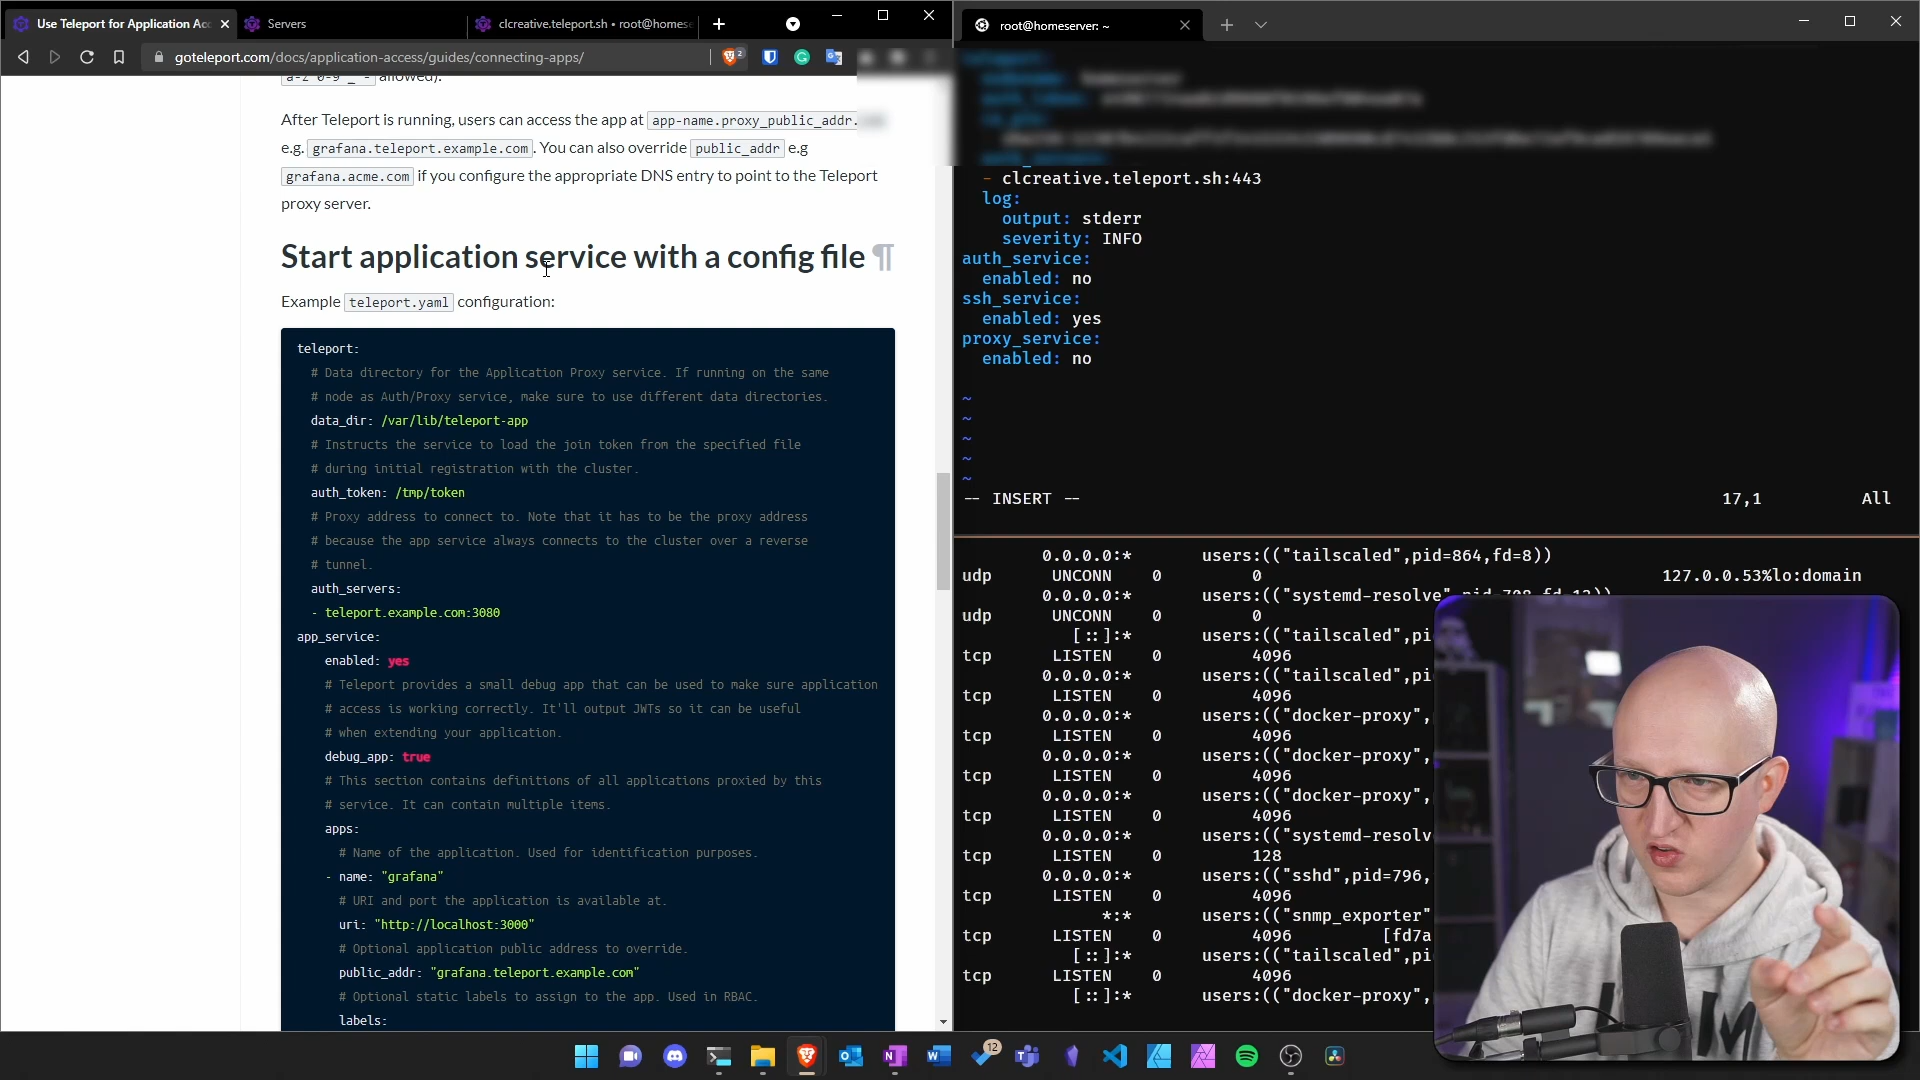 Use Teleport for Application Ac
Servers
clcreative.teleport.sh • root@homese
root@homeserver: ~
goteleport.com/docs/application-access/guides/connecting-apps/
2
a-z 0-9 _ - allowed).
After Teleport is running, users can access the app at app-name.proxy_public_addr.
e.g. grafana.teleport.example.com. You can also override public_addr e.g
grafana.acme.com if you configure the appropriate DNS entry to point to the Teleport
proxy server.
Start application service with a config file ¶
Example teleport.yaml configuration:
teleport:
# Data directory for the Application Proxy service. If running on the same
# node as Auth/Proxy service, make sure to use different data directories.
data_dir: /var/lib/teleport-app
# Instructs the service to load the join token from the specified file
# during initial registration with the cluster.
auth_token: /tmp/token
# Proxy address to connect to. Note that it has to be the proxy address
# because the app service always connects to the cluster over a reverse
# tunnel.
auth_servers:
- teleport.example.com:3080
app_service:
enabled: yes
# Teleport provides a small debug app that can be used to make sure application
# access is working correctly. It'll output JWTs so it can be useful
# when extending your application.
debug_app: true
# This section contains definitions of all applications proxied by this
# service. It can contain multiple items.
apps:
# Name of the application. Used for identification purposes.
- name: "grafana"
# URI and port the application is available at.
uri: "http://localhost:3000"
# Optional application public address to override.
public_addr: "grafana.teleport.example.com"
# Optional static labels to assign to the app. Used in RBAC.
labels:
- clcreative.teleport.sh:443
log:
output: stderr
severity: INFO
auth_service:
enabled: no
ssh_service:
enabled: yes
proxy_service:
enabled: no
~
~
~
~
~
-- INSERT --
17,1
All
0.0.0.0:* users:(("tailscaled",pid=864,fd=8))
udp UNCONN 0 0 127.0.0.53%lo:domain
0.0.0.0:* users:(("systemd-resolve",pid=708,fd=12))
udp UNCONN 0 0
[::]:* users:(("tailscaled",pi
tcp LISTEN 0 4096
0.0.0.0:* users:(("tailscaled",pi
tcp LISTEN 0 4096
0.0.0.0:* users:(("docker-proxy",
tcp LISTEN 0 4096
0.0.0.0:* users:(("docker-proxy",
tcp LISTEN 0 4096
0.0.0.0:* users:(("docker-proxy",
tcp LISTEN 0 4096
0.0.0.0:* users:(("systemd-resolv
tcp LISTEN 0 128
0.0.0.0:* users:(("sshd",pid=796,
tcp LISTEN 0 4096
*:* users:(("snmp_exporter"
tcp LISTEN 0 4096 [fd7a
[::]:* users:(("tailscaled",pi
tcp LISTEN 0 4096
[::]:* users:(("docker-proxy",
12